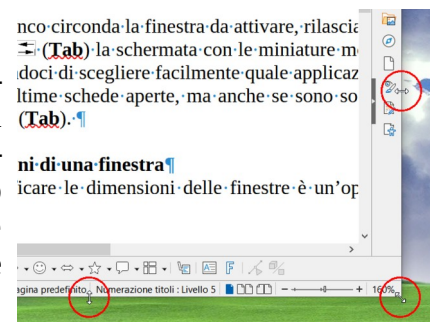 nco·circonda·la·finestra·da·attivare,·rilascia
(Tab)·la·schermata·con·le·miniature·m
doci·di·scegliere·facilmente·quale·applicaz
ltime·schede·aperte,·ma·anche·se·sono·so
(Tab).·¶
ni·di·una·finestra¶
icare·le·dimensioni·delle·finestre·è·un’op
agina predefinito Numerazione titoli : Livello 5 160%